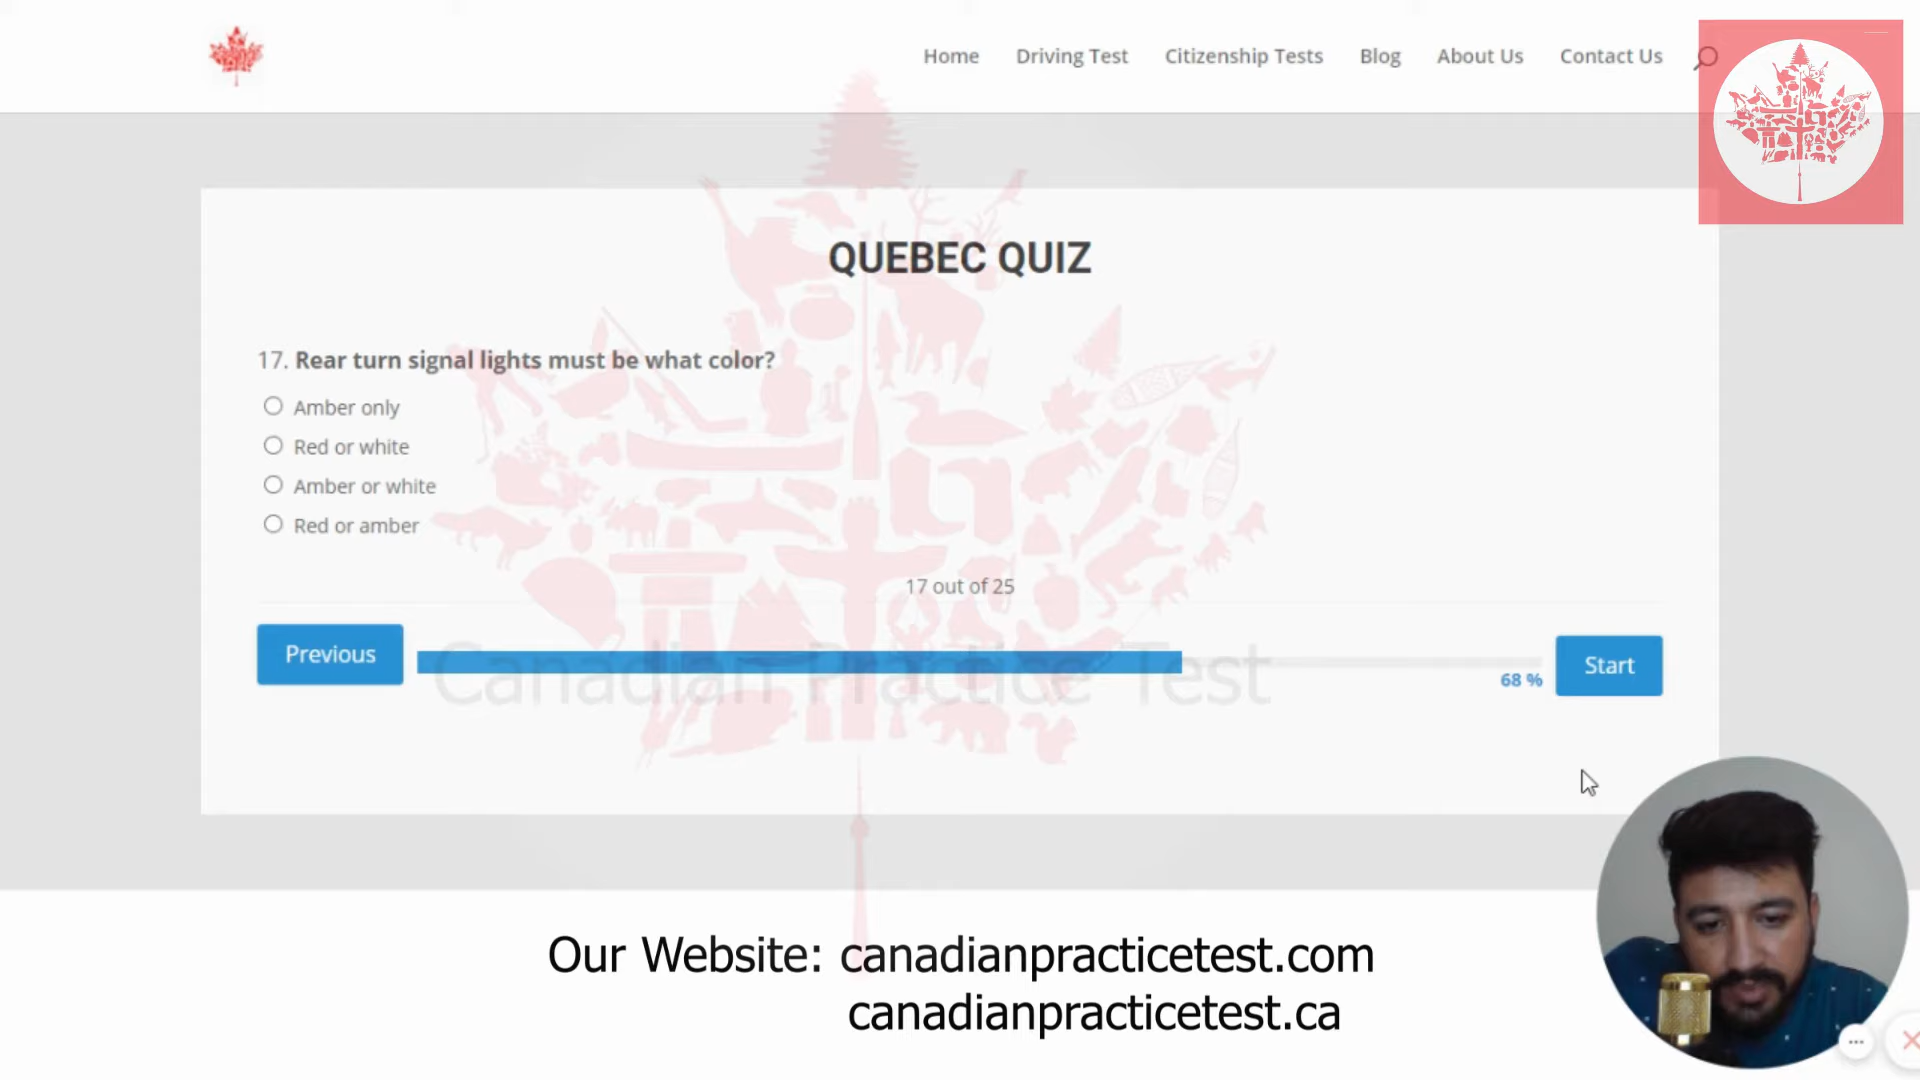 Home Driving Test Citizenship Tests Blog About Us Contact Us
QUEBEC QUIZ
17. Rear turn signal lights must be what color?
Amber only
Red or white
Amber or white
Red or amber
17 out of 25
Previous
68 %
Start
Canadian Practice Test
Our Website: canadianpracticetest.com
canadianpracticetest.ca